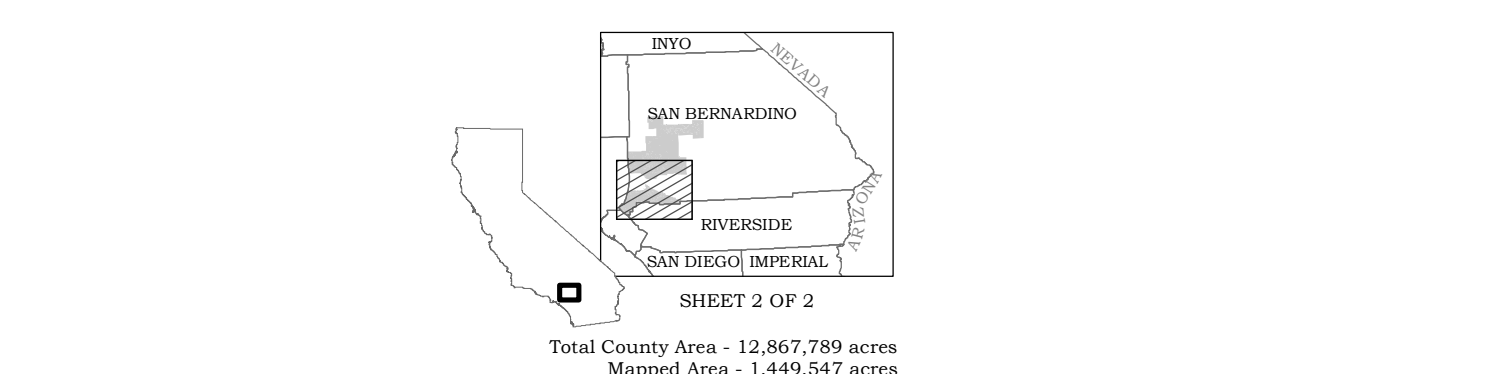 INYO
NEVADA
SAN BERNARDINO
ARIZONA
RIVERSIDE
SAN DIEGO IMPERIAL
SHEET 2 OF 2
Total County Area - 12,867,789 acres
Mapped Area - 1,449,547 acres